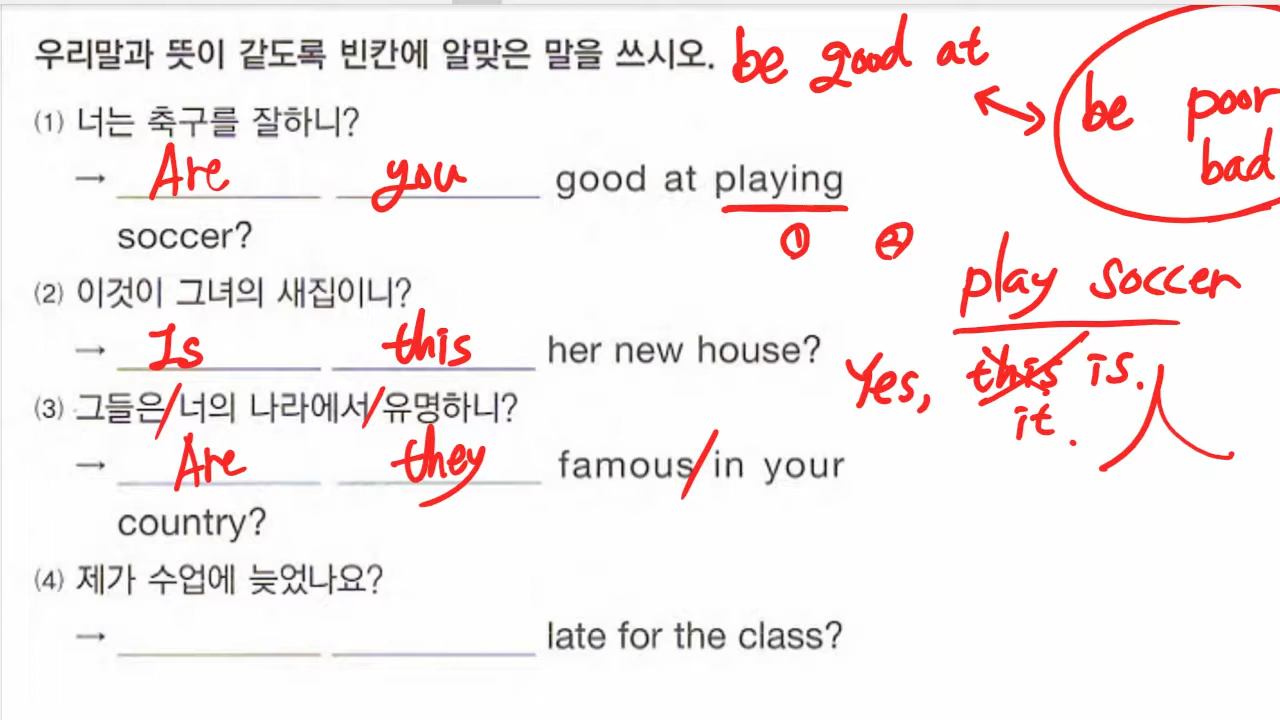 우리말과 뜻이 같도록 빈칸에 알맞은 말을 쓰시오. be good at
be poor
bad
(1) 너는 축구를 잘하니?
→ Are you good at playing
soccer?
① ②
play soccer
(2) 이것이 그녀의 새집이니?
→ Is this her new house?
Yes, this is.
it.
(3) 그들은/너의 나라에서/유명하니?
→ Are they famous/in your
country?
(4) 제가 수업에 늦었나요?
→ ____ ____ late for the class?